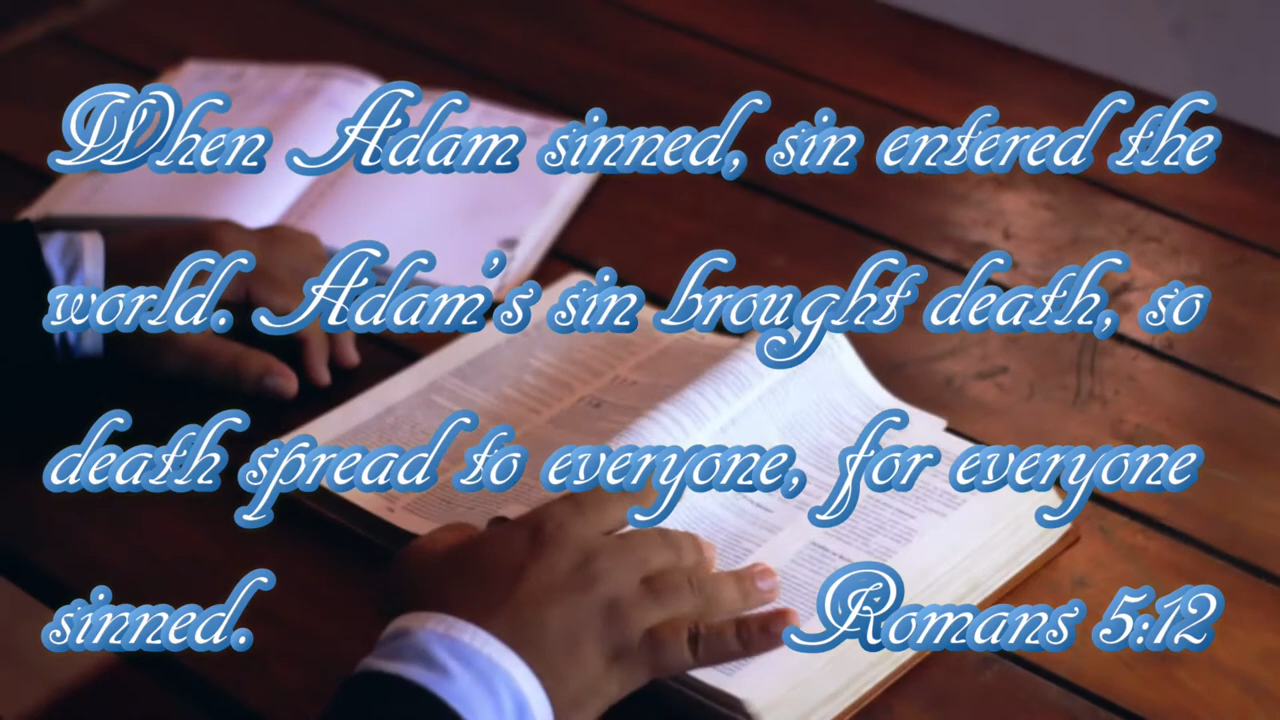 When Adam sinned, sin entered the
world. Adam's sin brought death, so
death spread to everyone, for everyone
sinned. Romans 5:12